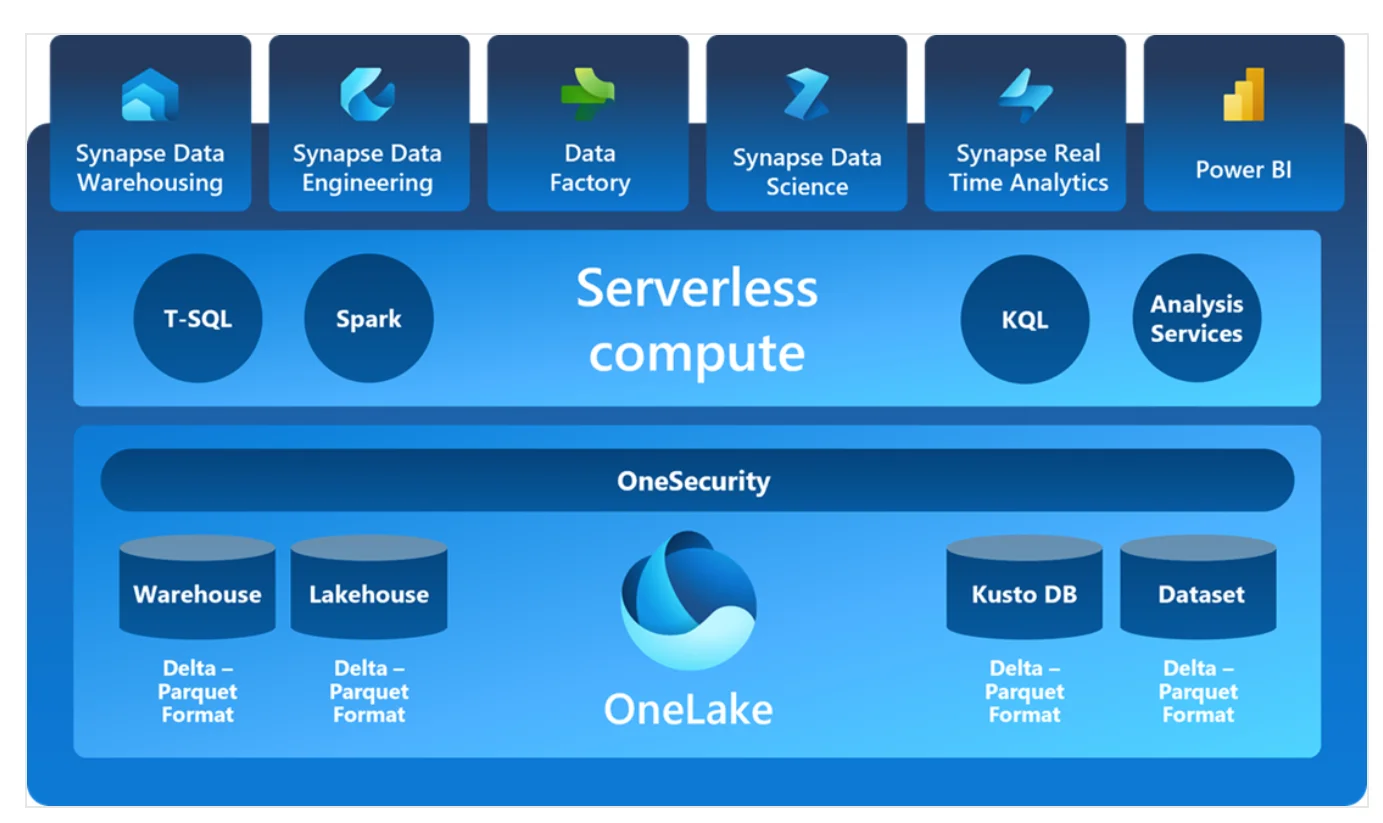 Synapse Data
Warehousing
Synapse Data
Engineering
Data
Factory
Synapse Data
Science
Synapse Real
Time Analytics
Power BI
T-SQL
Spark
Serverless
compute
KQL
Analysis
Services
OneSecurity
Warehouse
Lakehouse
Kusto DB
Dataset
Delta –
Parquet
Format
Delta –
Parquet
Format
OneLake
Delta –
Parquet
Format
Delta –
Parquet
Format